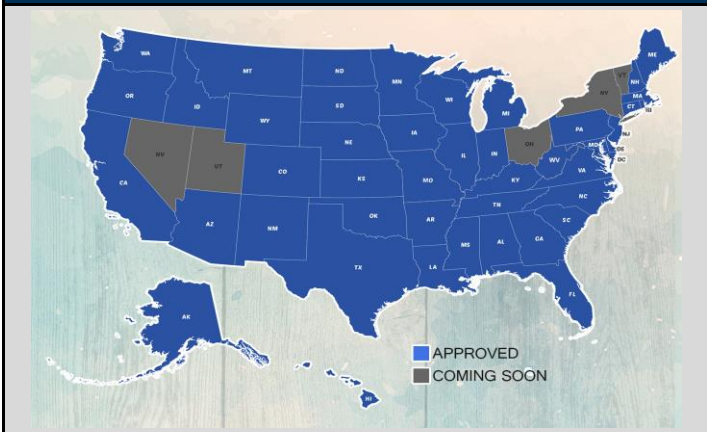 WA
MT
ND
MN
OR
ID
SD
WY
WI
MI
NY
VT
NH
ME
MA
CT
RI
NV
UT
NE
IA
PA
NJ
CA
CO
KS
MO
IL
IN
OH
WV
MD
DE
DC
VA
KY
AZ
NM
OK
AR
TN
NC
SC
TX
LA
MS
AL
GA
FL
AK
HI
APPROVED
COMING SOON